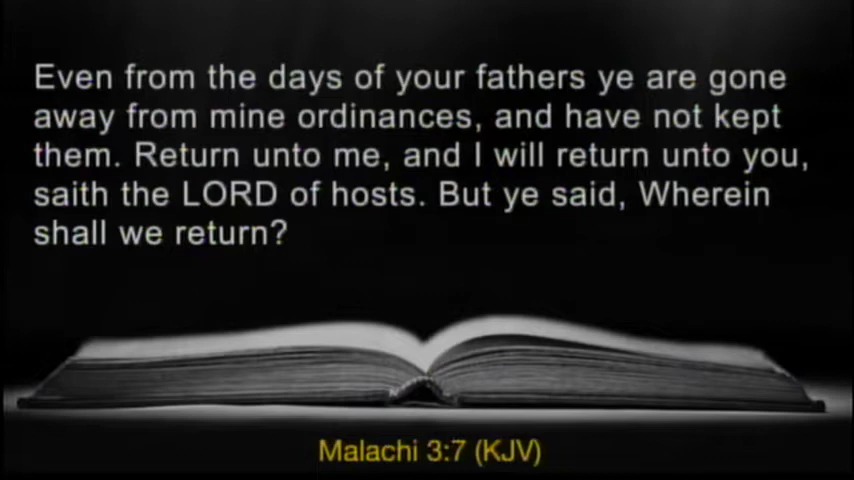 Even from the days of your fathers ye are gone
away from mine ordinances, and have not kept
them. Return unto me, and I will return unto you,
saith the LORD of hosts. But ye said, Wherein
shall we return?
Malachi 3:7 (KJV)